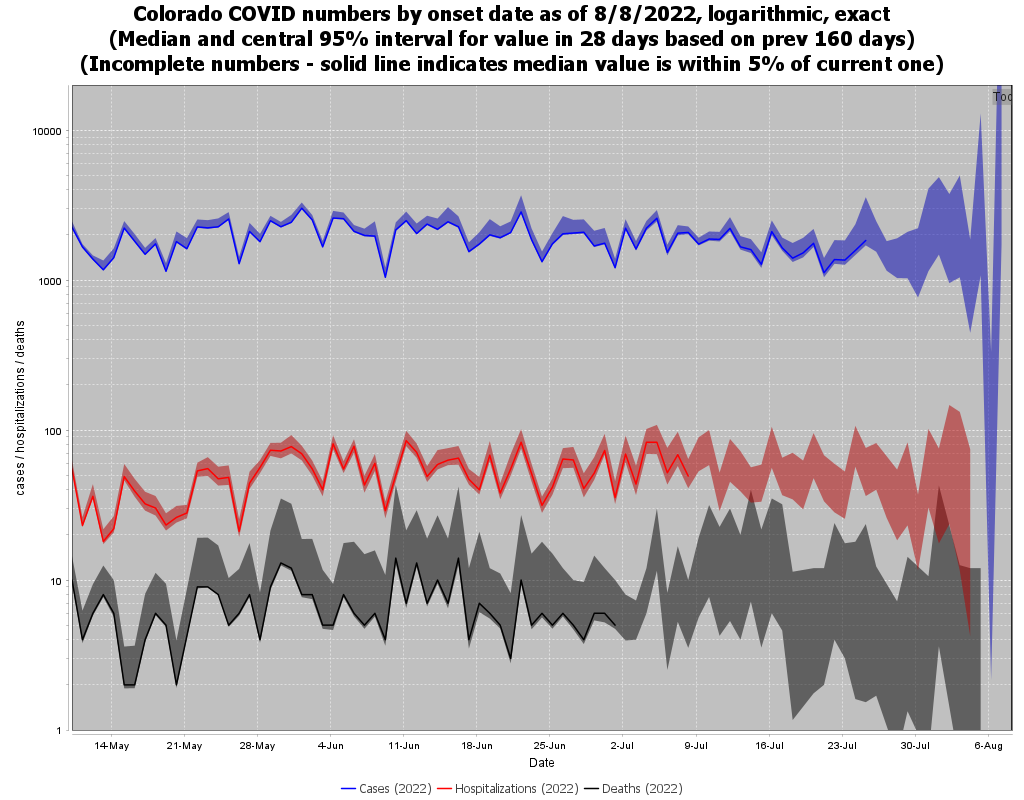 Colorado COVID numbers by onset date as of 8/8/2022, logarithmic, exact
(Median and central 95% interval for value in 28 days based on prev 160 days)
(Incomplete numbers - solid line indicates median value is within 5% of current one)
10000
1000
100
10
1
cases / hospitalizations / deaths
14-May 21-May 28-May 4-Jun 11-Jun 18-Jun 25-Jun 2-Jul 9-Jul 16-Jul 23-Jul 30-Jul 6-Aug
Date
Cases (2022) Hospitalizations (2022) Deaths (2022)